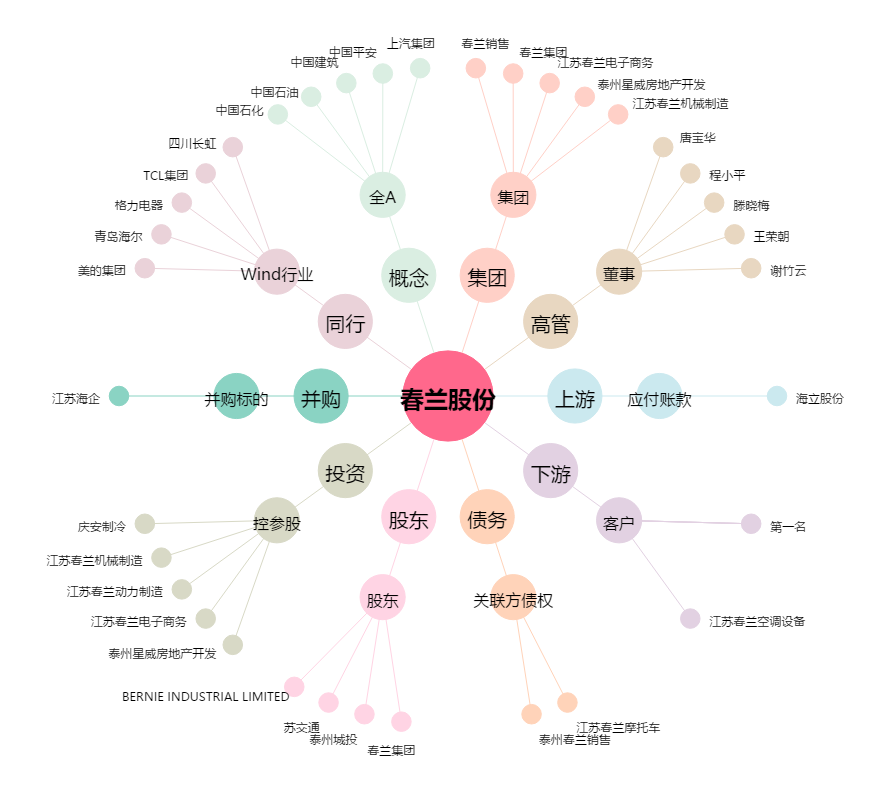 上汽集团
春兰销售
中国平安
春兰集团
中国建筑
江苏春兰电子商务
中国石油
泰州星威房地产开发
中国石化
江苏春兰机械制造
四川长虹
唐宝华
TCL集团
程小平
全A
集团
格力电器
滕晓梅
青岛海尔
王荣朝
美的集团
谢竹云
Wind行业
概念
集团
董事
同行
高管
江苏海企
并购标的
并购
春兰股份
上游
应付账款
海立股份
投资
下游
庆安制冷
控参股
股东
债务
客户
第一名
江苏春兰机械制造
江苏春兰动力制造
股东
关联方债权
江苏春兰电子商务
江苏春兰空调设备
泰州星威房地产开发
BERNIE INDUSTRIAL LIMITED
苏交通
江苏春兰摩托车
泰州城投
泰州春兰销售
春兰集团